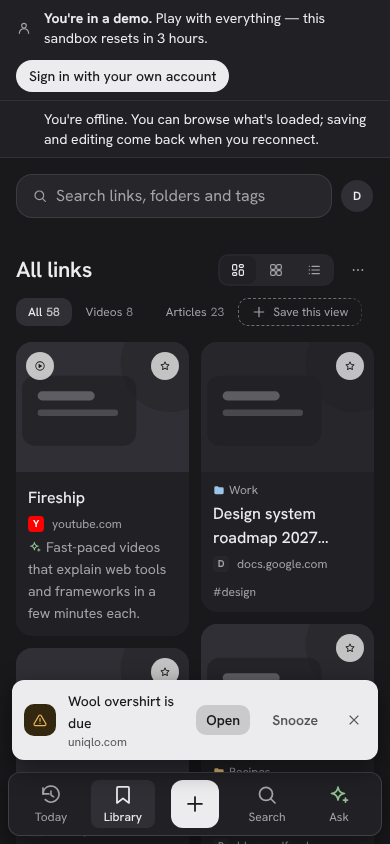 You're in a demo. Play with everything — this
sandbox resets in 3 hours.
Sign in with your own account
You're offline. You can browse what's loaded; saving
and editing come back when you reconnect.
Search links, folders and tags
D
All links
All 58
Videos 8
Articles 23
Save this view
Fireship
Y youtube.com
Fast-paced videos
that explain web tools
and frameworks in a
few minutes each.
Work
Design system
roadmap 2027...
D docs.google.com
#design
Wool overshirt is
due
uniqlo.com
Open
Snooze
Recipes
Today
Library
Search
Ask